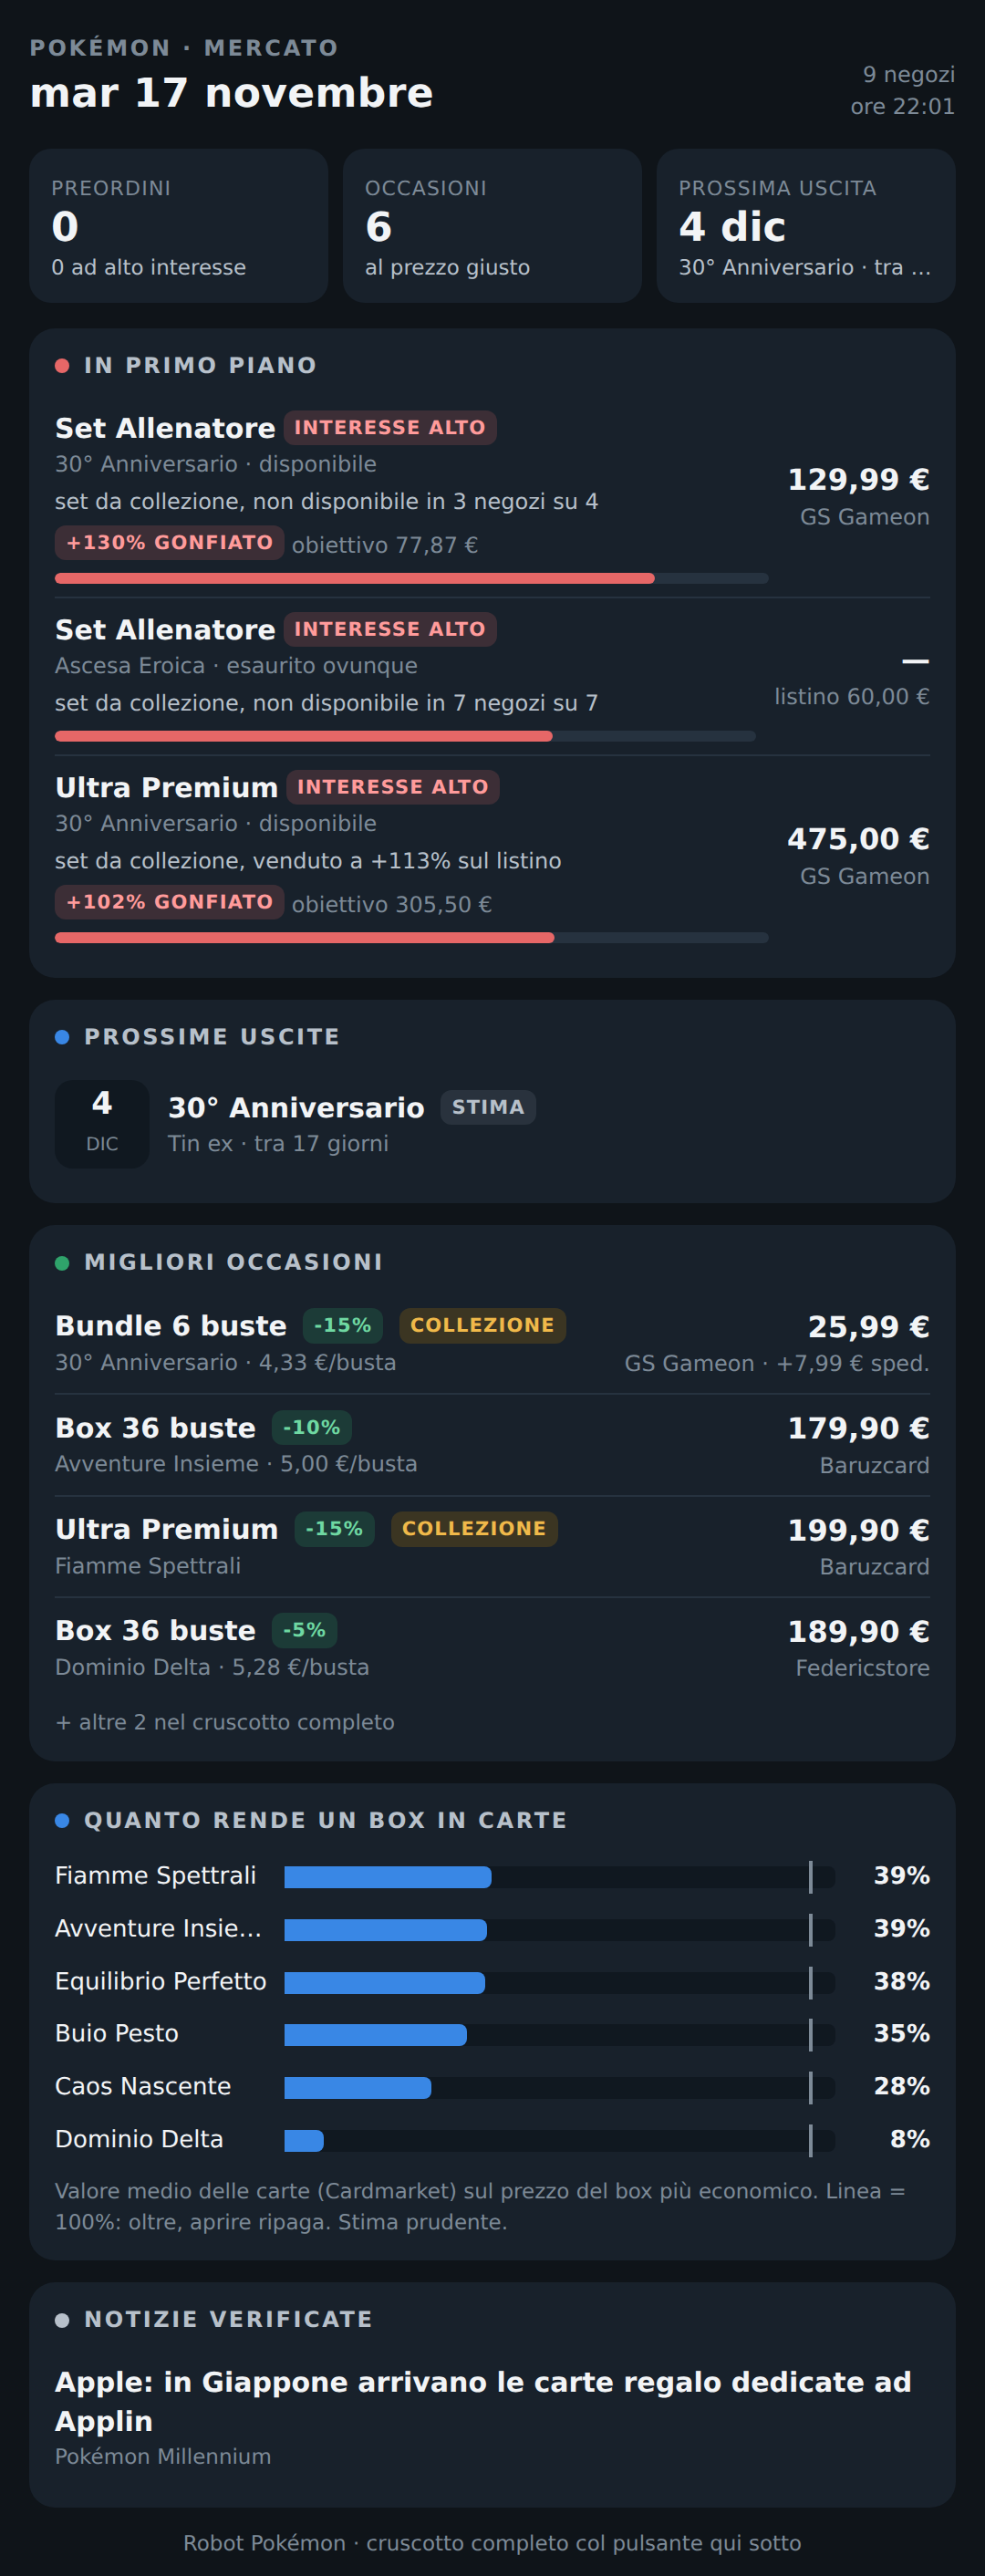 POKÉMON · MERCATO
mar 17 novembre
9 negozi
ore 22:01
PREORDINI
0
0 ad alto interesse
OCCASIONI
6
al prezzo giusto
PROSSIMA USCITA
4 dic
30° Anniversario · tra …
IN PRIMO PIANO
Set Allenatore INTERESSE ALTO
30° Anniversario · disponibile
set da collezione, non disponibile in 3 negozi su 4
+130% GONFIATO obiettivo 77,87 €
129,99 €
GS Gameon
Set Allenatore INTERESSE ALTO
Ascesa Eroica · esaurito ovunque
set da collezione, non disponibile in 7 negozi su 7
—
listino 60,00 €
Ultra Premium INTERESSE ALTO
30° Anniversario · disponibile
set da collezione, venduto a +113% sul listino
+102% GONFIATO obiettivo 305,50 €
475,00 €
GS Gameon
PROSSIME USCITE
4
DIC
30° Anniversario STIMA
Tin ex · tra 17 giorni
MIGLIORI OCCASIONI
Bundle 6 buste -15% COLLEZIONE
30° Anniversario · 4,33 €/busta
25,99 €
GS Gameon · +7,99 € sped.
Box 36 buste -10%
Avventure Insieme · 5,00 €/busta
179,90 €
Baruzcard
Ultra Premium -15% COLLEZIONE
Fiamme Spettrali
199,90 €
Baruzcard
Box 36 buste -5%
Dominio Delta · 5,28 €/busta
189,90 €
Federicstore
+ altre 2 nel cruscotto completo
QUANTO RENDE UN BOX IN CARTE
Fiamme Spettrali 39%
Avventure Insie… 39%
Equilibrio Perfetto 38%
Buio Pesto 35%
Caos Nascente 28%
Dominio Delta 8%
Valore medio delle carte (Cardmarket) sul prezzo del box più economico. Linea =
100%: oltre, aprire ripaga. Stima prudente.
NOTIZIE VERIFICATE
Apple: in Giappone arrivano le carte regalo dedicate ad
Applin
Pokémon Millennium
Robot Pokémon · cruscotto completo col pulsante qui sotto